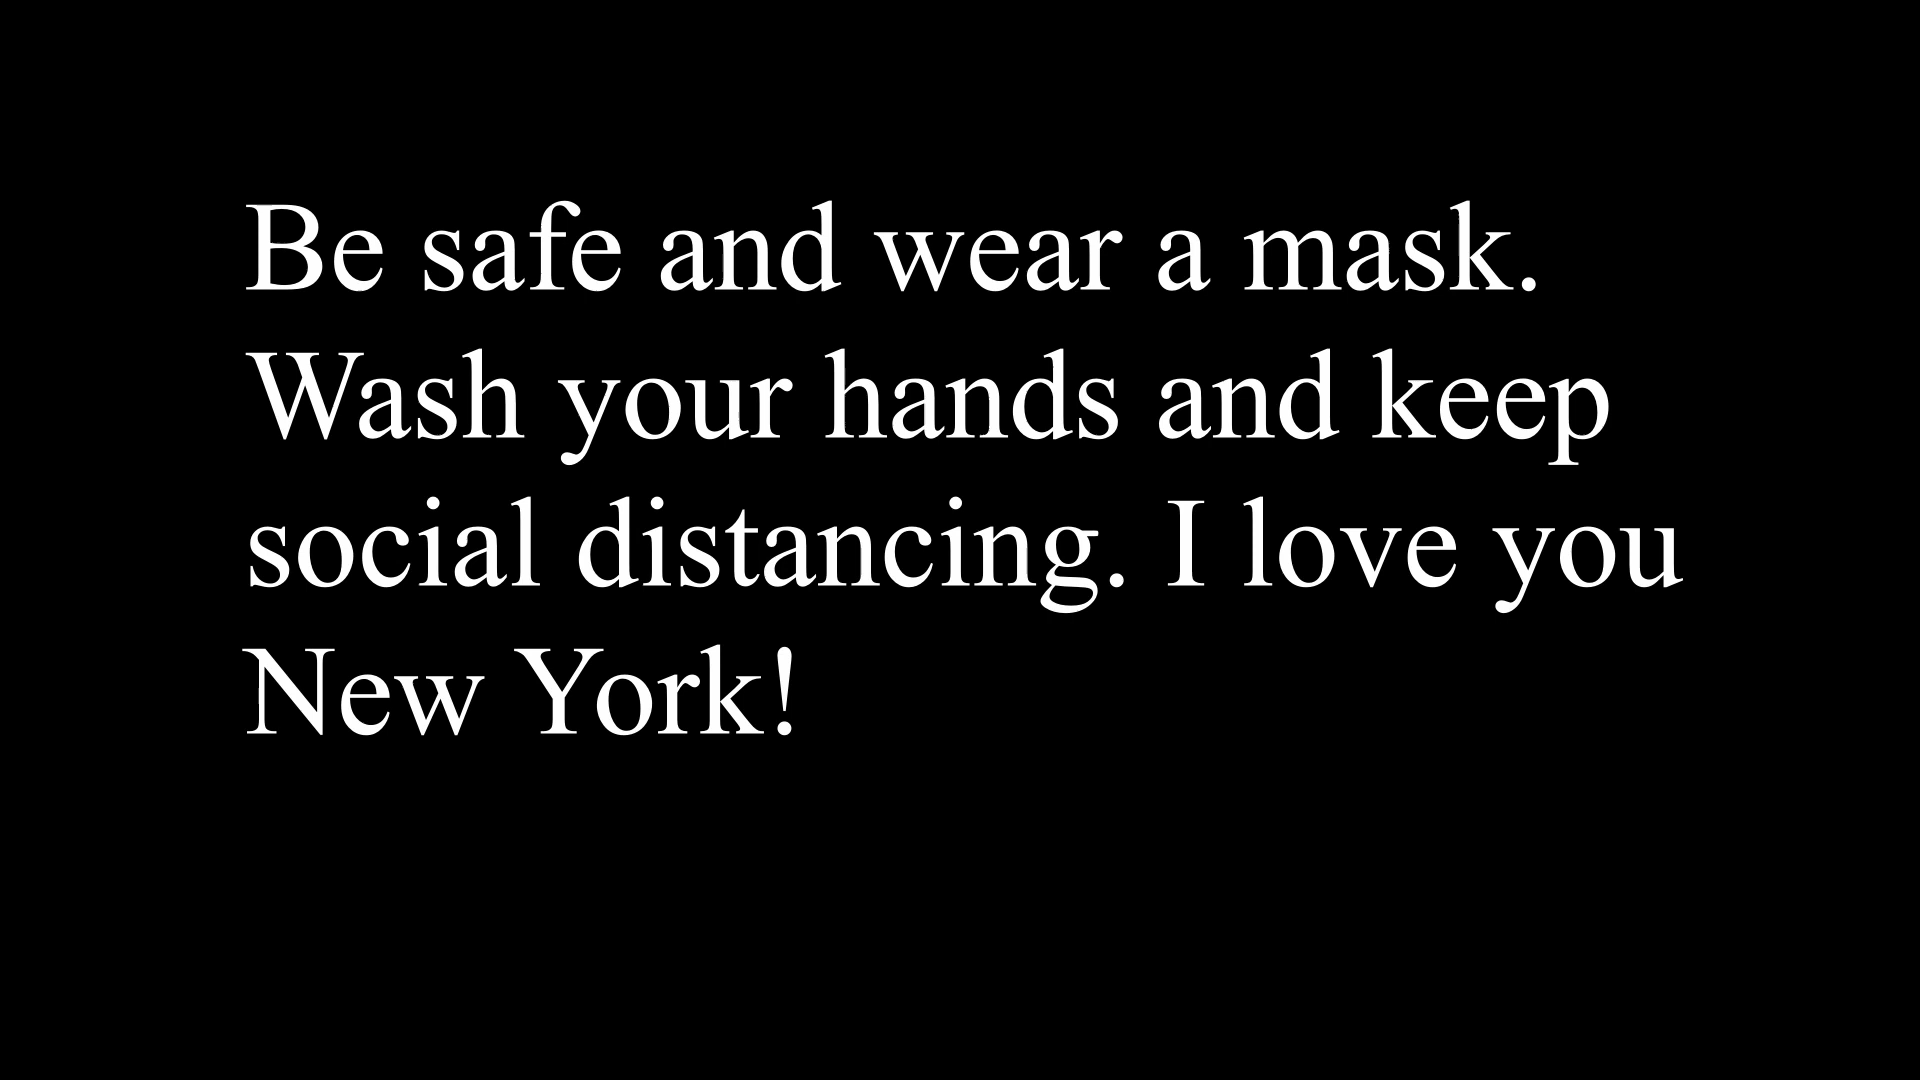 Be safe and wear a mask.
Wash your hands and keep
social distancing. I love you
New York!